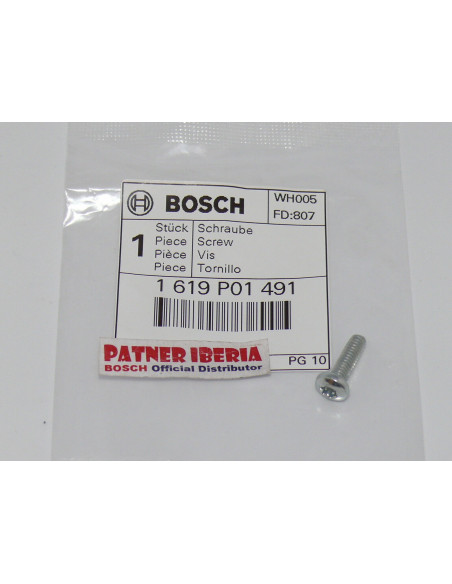 BOSCH
WH005
FD:807
1
Stück Schraube
Piece Screw
Pièce Vis
Piece Tornillo
1 619 P01 491
PATNER IBERIA
BOSCH Official Distributor
PG 10